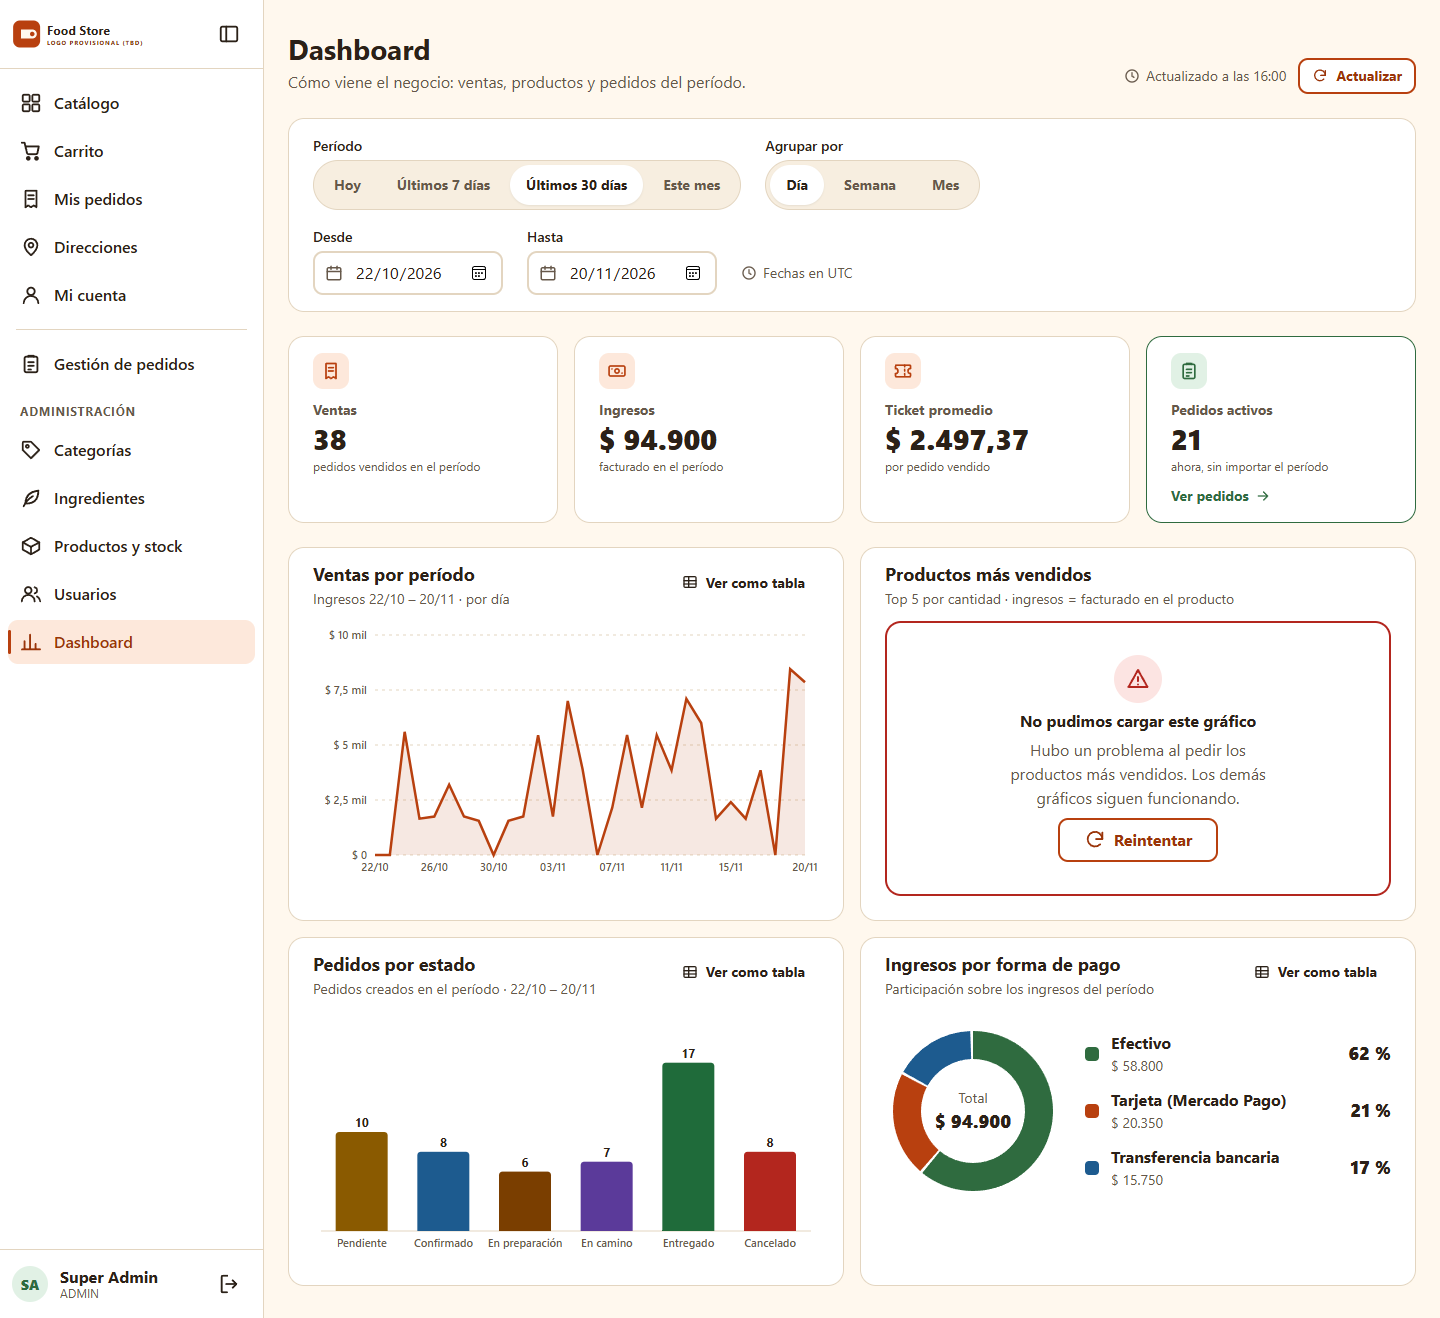 Food Store
LOGO PROVISIONAL (TBD)
Catálogo
Carrito
Mis pedidos
Direcciones
Mi cuenta
Gestión de pedidos
ADMINISTRACIÓN
Categorías
Ingredientes
Productos y stock
Usuarios
Dashboard
SA
Super Admin
ADMIN
Dashboard
Cómo viene el negocio: ventas, productos y pedidos del período.
Actualizado a las 16:00
Actualizar
Período
Hoy
Últimos 7 días
Últimos 30 días
Este mes
Agrupar por
Día
Semana
Mes
Desde
22/10/2026
Hasta
20/11/2026
Fechas en UTC
Ventas
38
pedidos vendidos en el período
Ingresos
$ 94.900
facturado en el período
Ticket promedio
$ 2.497,37
por pedido vendido
Pedidos activos
21
ahora, sin importar el período
Ver pedidos
Ventas por período
Ingresos 22/10 – 20/11 · por día
Ver como tabla
$ 10 mil
$ 7,5 mil
$ 5 mil
$ 2,5 mil
$ 0
22/10
26/10
30/10
03/11
07/11
11/11
15/11
20/11
Productos más vendidos
Top 5 por cantidad · ingresos = facturado en el producto
No pudimos cargar este gráfico
Hubo un problema al pedir los
productos más vendidos. Los demás
gráficos siguen funcionando.
Reintentar
Pedidos por estado
Pedidos creados en el período · 22/10 – 20/11
Ver como tabla
10
8
6
7
17
8
Pendiente
Confirmado
En preparación
En camino
Entregado
Cancelado
Ingresos por forma de pago
Participación sobre los ingresos del período
Ver como tabla
Total
$ 94.900
Efectivo
$ 58.800
62 %
Tarjeta (Mercado Pago)
$ 20.350
21 %
Transferencia bancaria
$ 15.750
17 %